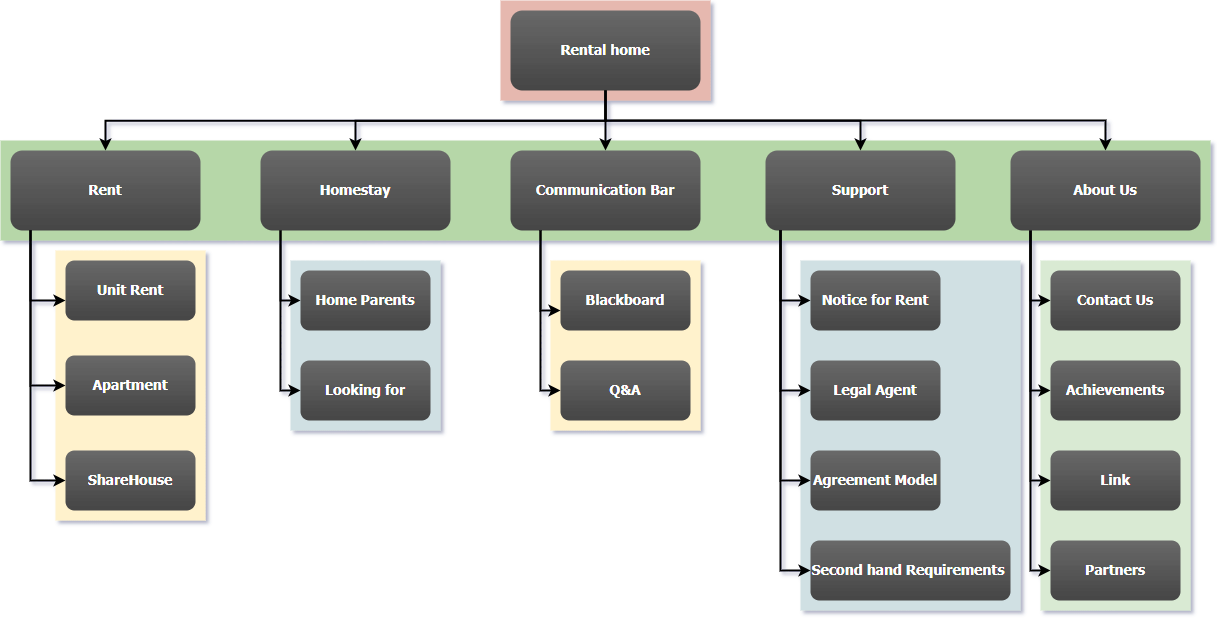 Rental home
Rent
Homestay
Communication Bar
Support
About Us
Unit Rent
Apartment
ShareHouse
Home Parents
Looking for
Blackboard
Q&A
Notice for Rent
Legal Agent
Agreement Model
Second hand Requirements
Contact Us
Achievements
Link
Partners